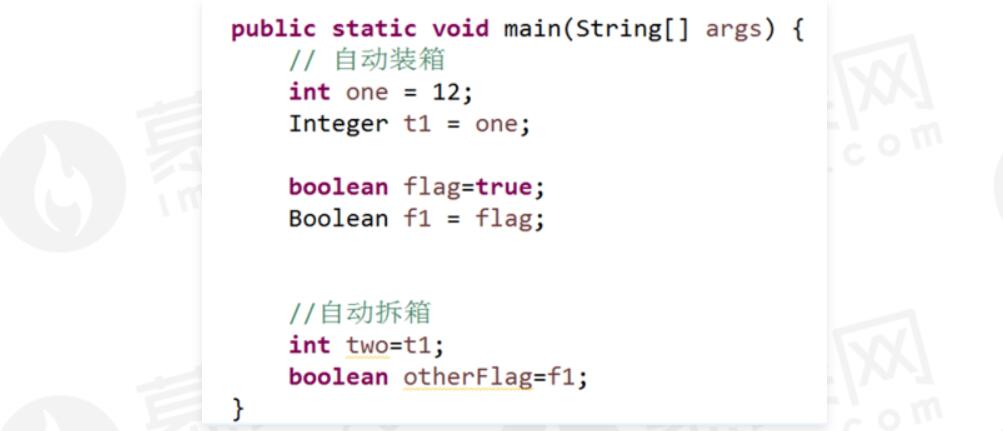 public static void main(String[] args) {
// 自动装箱
int one = 12;
Integer t1 = one;
boolean flag=true;
Boolean f1 = flag;
//自动拆箱
int two=t1;
boolean otherFlag=f1;
}